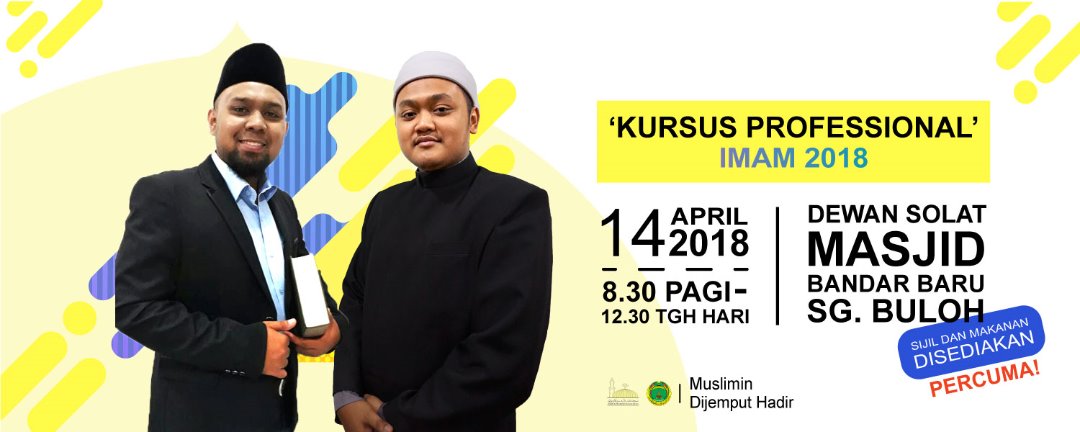 ‘KURSUS PROFESSIONAL’
IMAM 2018
14 APRIL
2018
8.30 PAGI-
12.30 TGH HARI
DEWAN SOLAT
MASJID
BANDAR BARU
SG. BULOH
SIJIL DAN MAKANAN
DISEDIAKAN
PERCUMA!
Muslimin
Dijemput Hadir